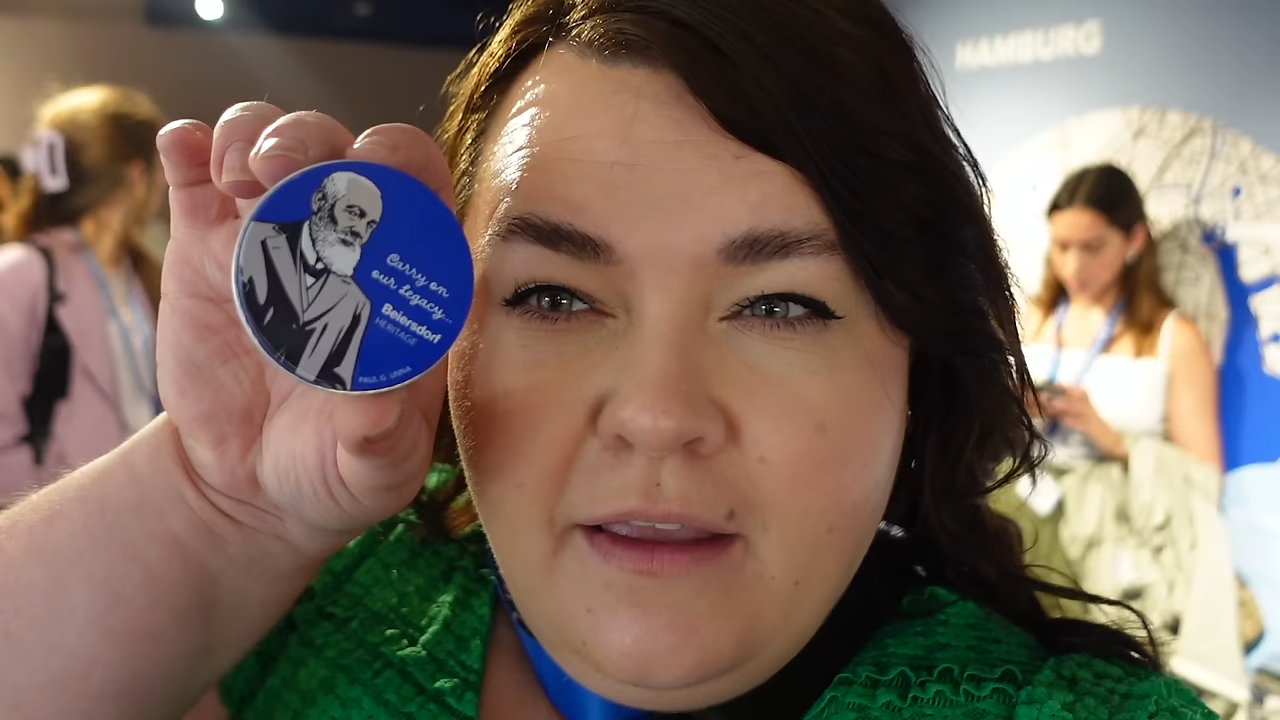 HAMBURG
Carry on
our legacy...
Beiersdorf
HERITAGE
PAUL G. UNNA